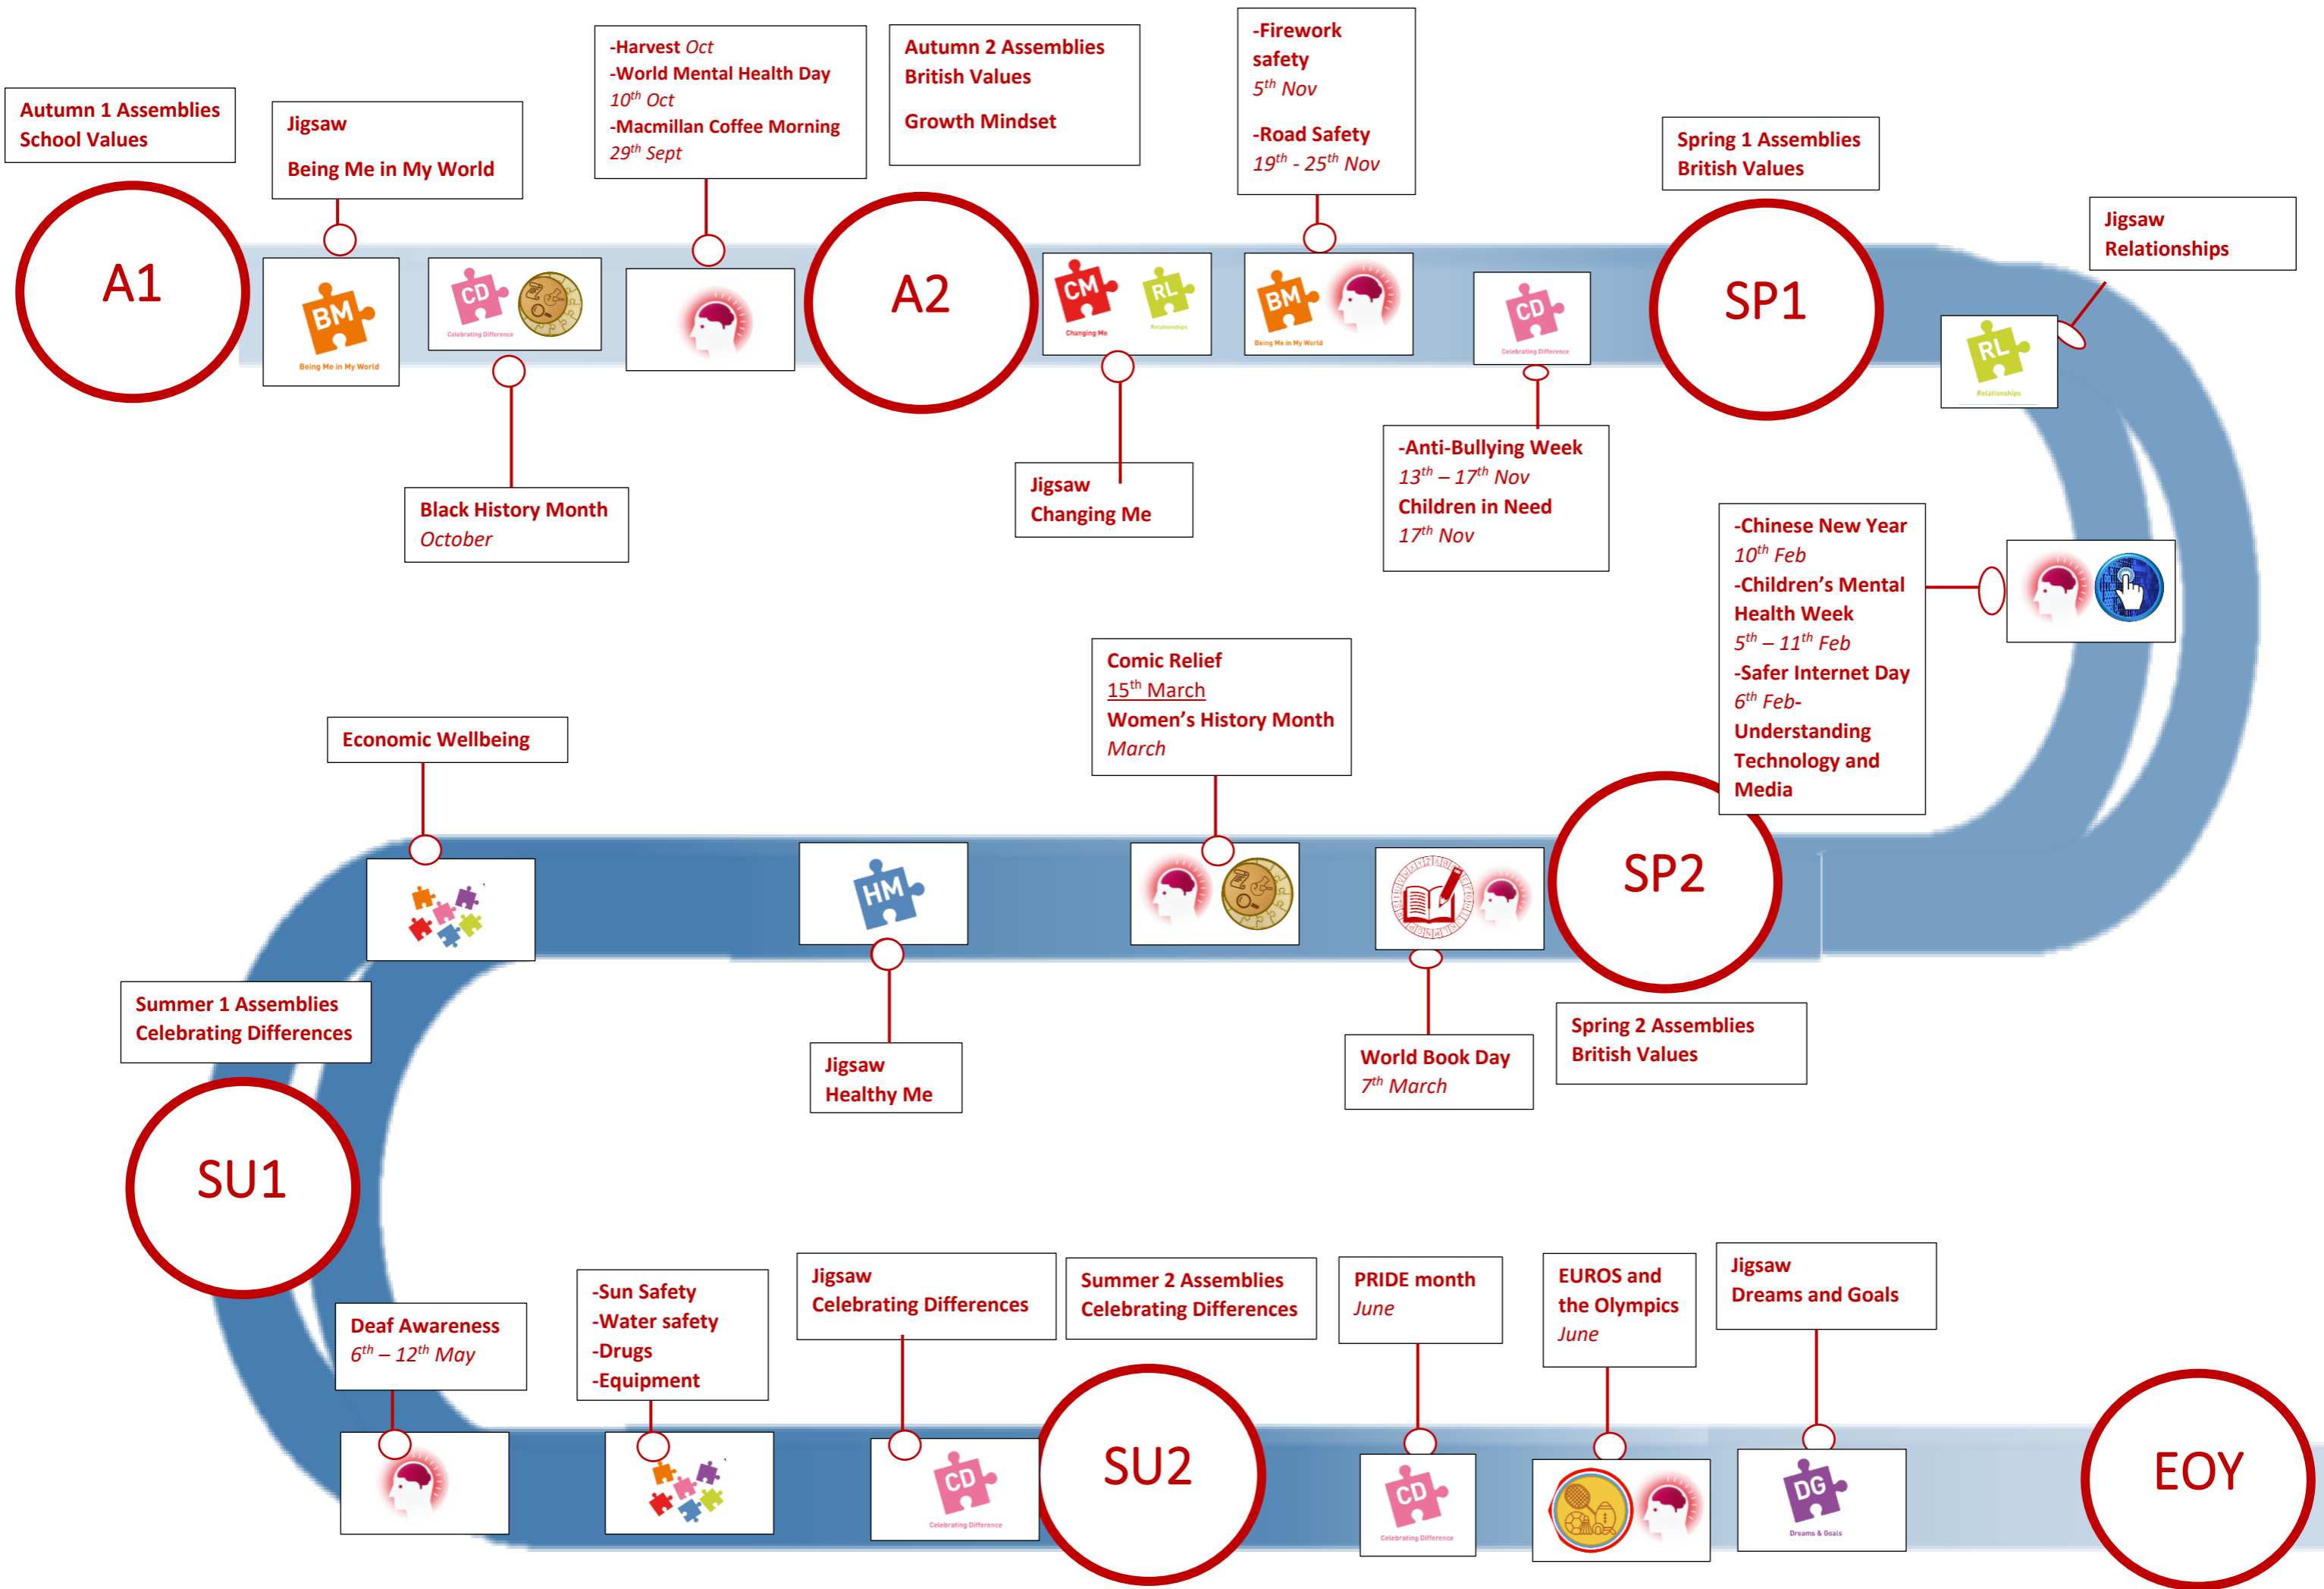 Autumn 1 Assemblies
School Values
A1
Jigsaw
Being Me in My World
BM
Being Me in My World
CD
Celebrating Difference
Black History Month
October
-Harvest Oct
-World Mental Health Day
10th Oct
-Macmillan Coffee Morning
29th Sept
Autumn 2 Assemblies
British Values
Growth Mindset
A2
CM
Changing Me
RL
Relationships
Jigsaw
Changing Me
-Firework
safety
5th Nov
-Road Safety
19th - 25th Nov
BM
Being Me in My World
CD
Celebrating Difference
-Anti-Bullying Week
13th – 17th Nov
Children in Need
17th Nov
Spring 1 Assemblies
British Values
SP1
Jigsaw
Relationships
RL
Relationships
-Chinese New Year
10th Feb
-Children's Mental
Health Week
5th – 11th Feb
-Safer Internet Day
6th Feb-
Understanding
Technology and
Media
SP2
Spring 2 Assemblies
British Values
World Book Day
7th March
Comic Relief
15th March
Women's History Month
March
HM
Jigsaw
Healthy Me
Economic Wellbeing
Summer 1 Assemblies
Celebrating Differences
SU1
Deaf Awareness
6th – 12th May
-Sun Safety
-Water safety
-Drugs
-Equipment
Jigsaw
Celebrating Differences
CD
Celebrating Difference
Summer 2 Assemblies
Celebrating Differences
SU2
PRIDE month
June
CD
Celebrating Difference
EUROS and
the Olympics
June
Jigsaw
Dreams and Goals
DG
Dreams & Goals
EOY